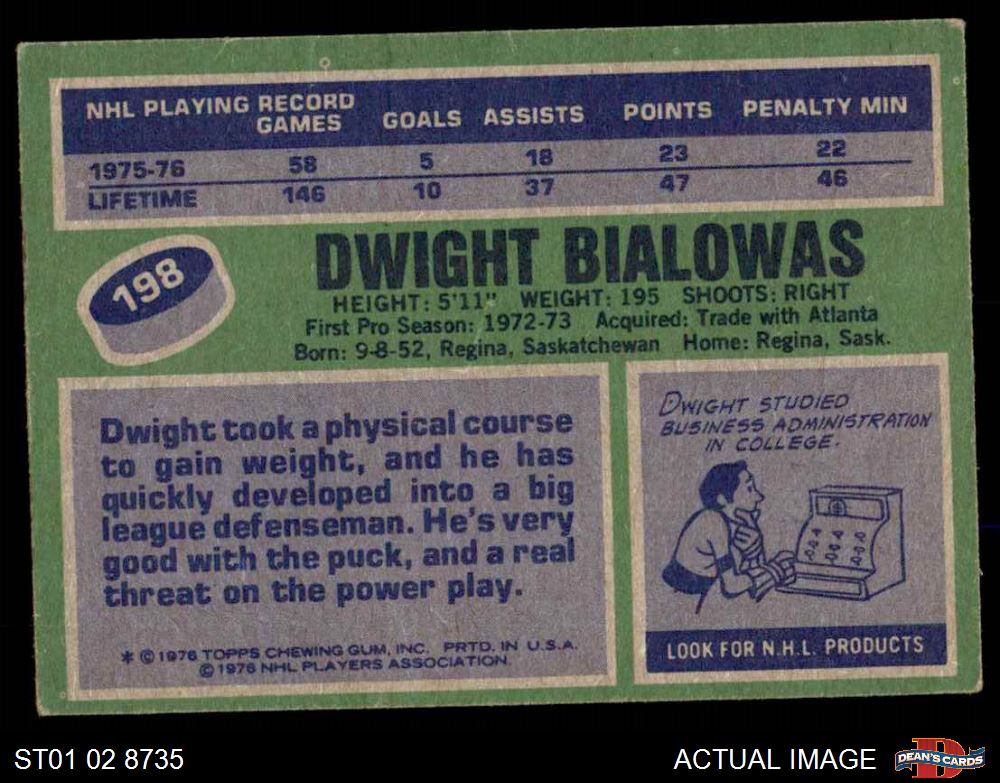 NHL PLAYING RECORD
GAMES GOALS ASSISTS POINTS PENALTY MIN
1975-76 58 5 18 23 22
LIFETIME 146 10 37 47 46
198
DWIGHT BIALOWAS
HEIGHT: 5'11" WEIGHT: 195 SHOOTS: RIGHT
First Pro Season: 1972-73 Acquired: Trade with Atlanta
Born: 9-8-52, Regina, Saskatchewan Home: Regina, Sask.
Dwight took a physical course
to gain weight, and he has
quickly developed into a big
league defenseman. He's very
good with the puck, and a real
threat on the power play.
* © 1976 TOPPS CHEWING GUM, INC. PRTD. IN U.S.A.
© 1976 NHL PLAYERS ASSOCIATION
DWIGHT STUDIED
BUSINESS ADMINISTRATION
IN COLLEGE.
LOOK FOR N.H.L. PRODUCTS
ST01 02 8735
ACTUAL IMAGE
D
DEAN'S CARDS